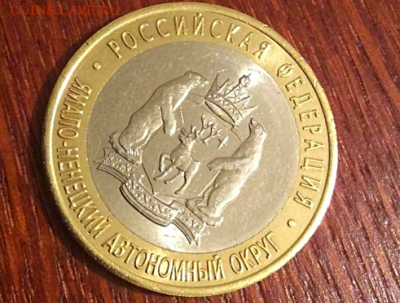 COINS.LAVE.RU
РОССИЙСКАЯ ФЕДЕРАЦИЯ
ЯМАЛО-НЕНЕЦКИЙ АВТОНОМНЫЙ ОКРУГ